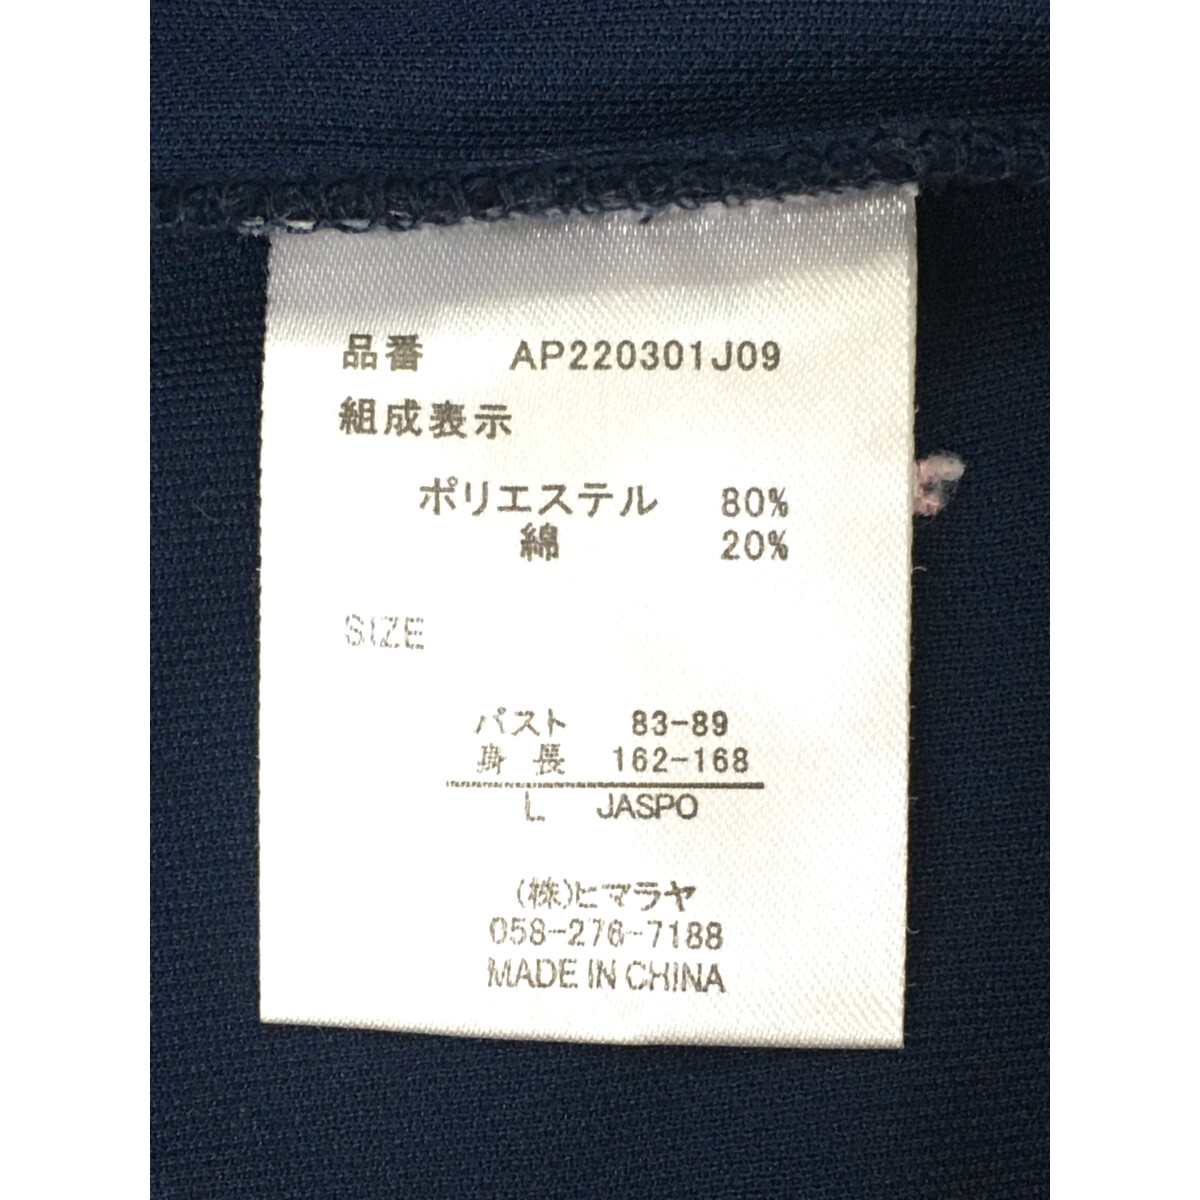 品番 AP220301J09
組成表示
ポリエステル 80%
綿 20%
SIZE
バスト 83-89
身長 162-168
L JASPO
(株)ヒマラヤ
058-276-7188
MADE IN CHINA